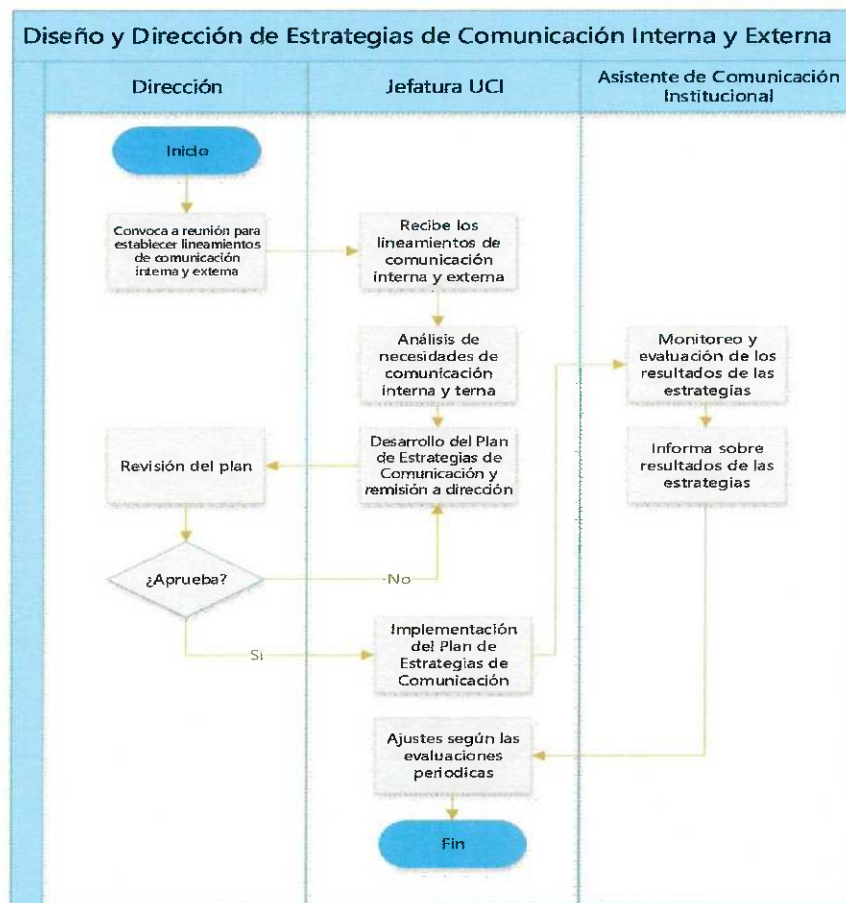 Diseño y Dirección de Estrategias de Comunicación Interna y Externa
Dirección
Jefatura UCI
Asistente de Comunicación
Institucional
Inicio
Convoca a reunión para
establecer lineamientos
de comunicación
interna y externa
Recibe los
lineamientos de
comunicación
interna y externa
Análisis de
necesidades de
comunicación
interna y terna
Monitoreo y
evaluación de los
resultados de las
estrategias
Revisión del plan
Desarrollo del Plan
de Estrategias de
Comunicación y
remisión a dirección
Informa sobre
resultados de las
estrategias
¿Aprueba?
No
Si
Implementación
del Plan de
Estrategias de
Comunicación
Ajustes según las
evaluaciones
periodicas
Fin